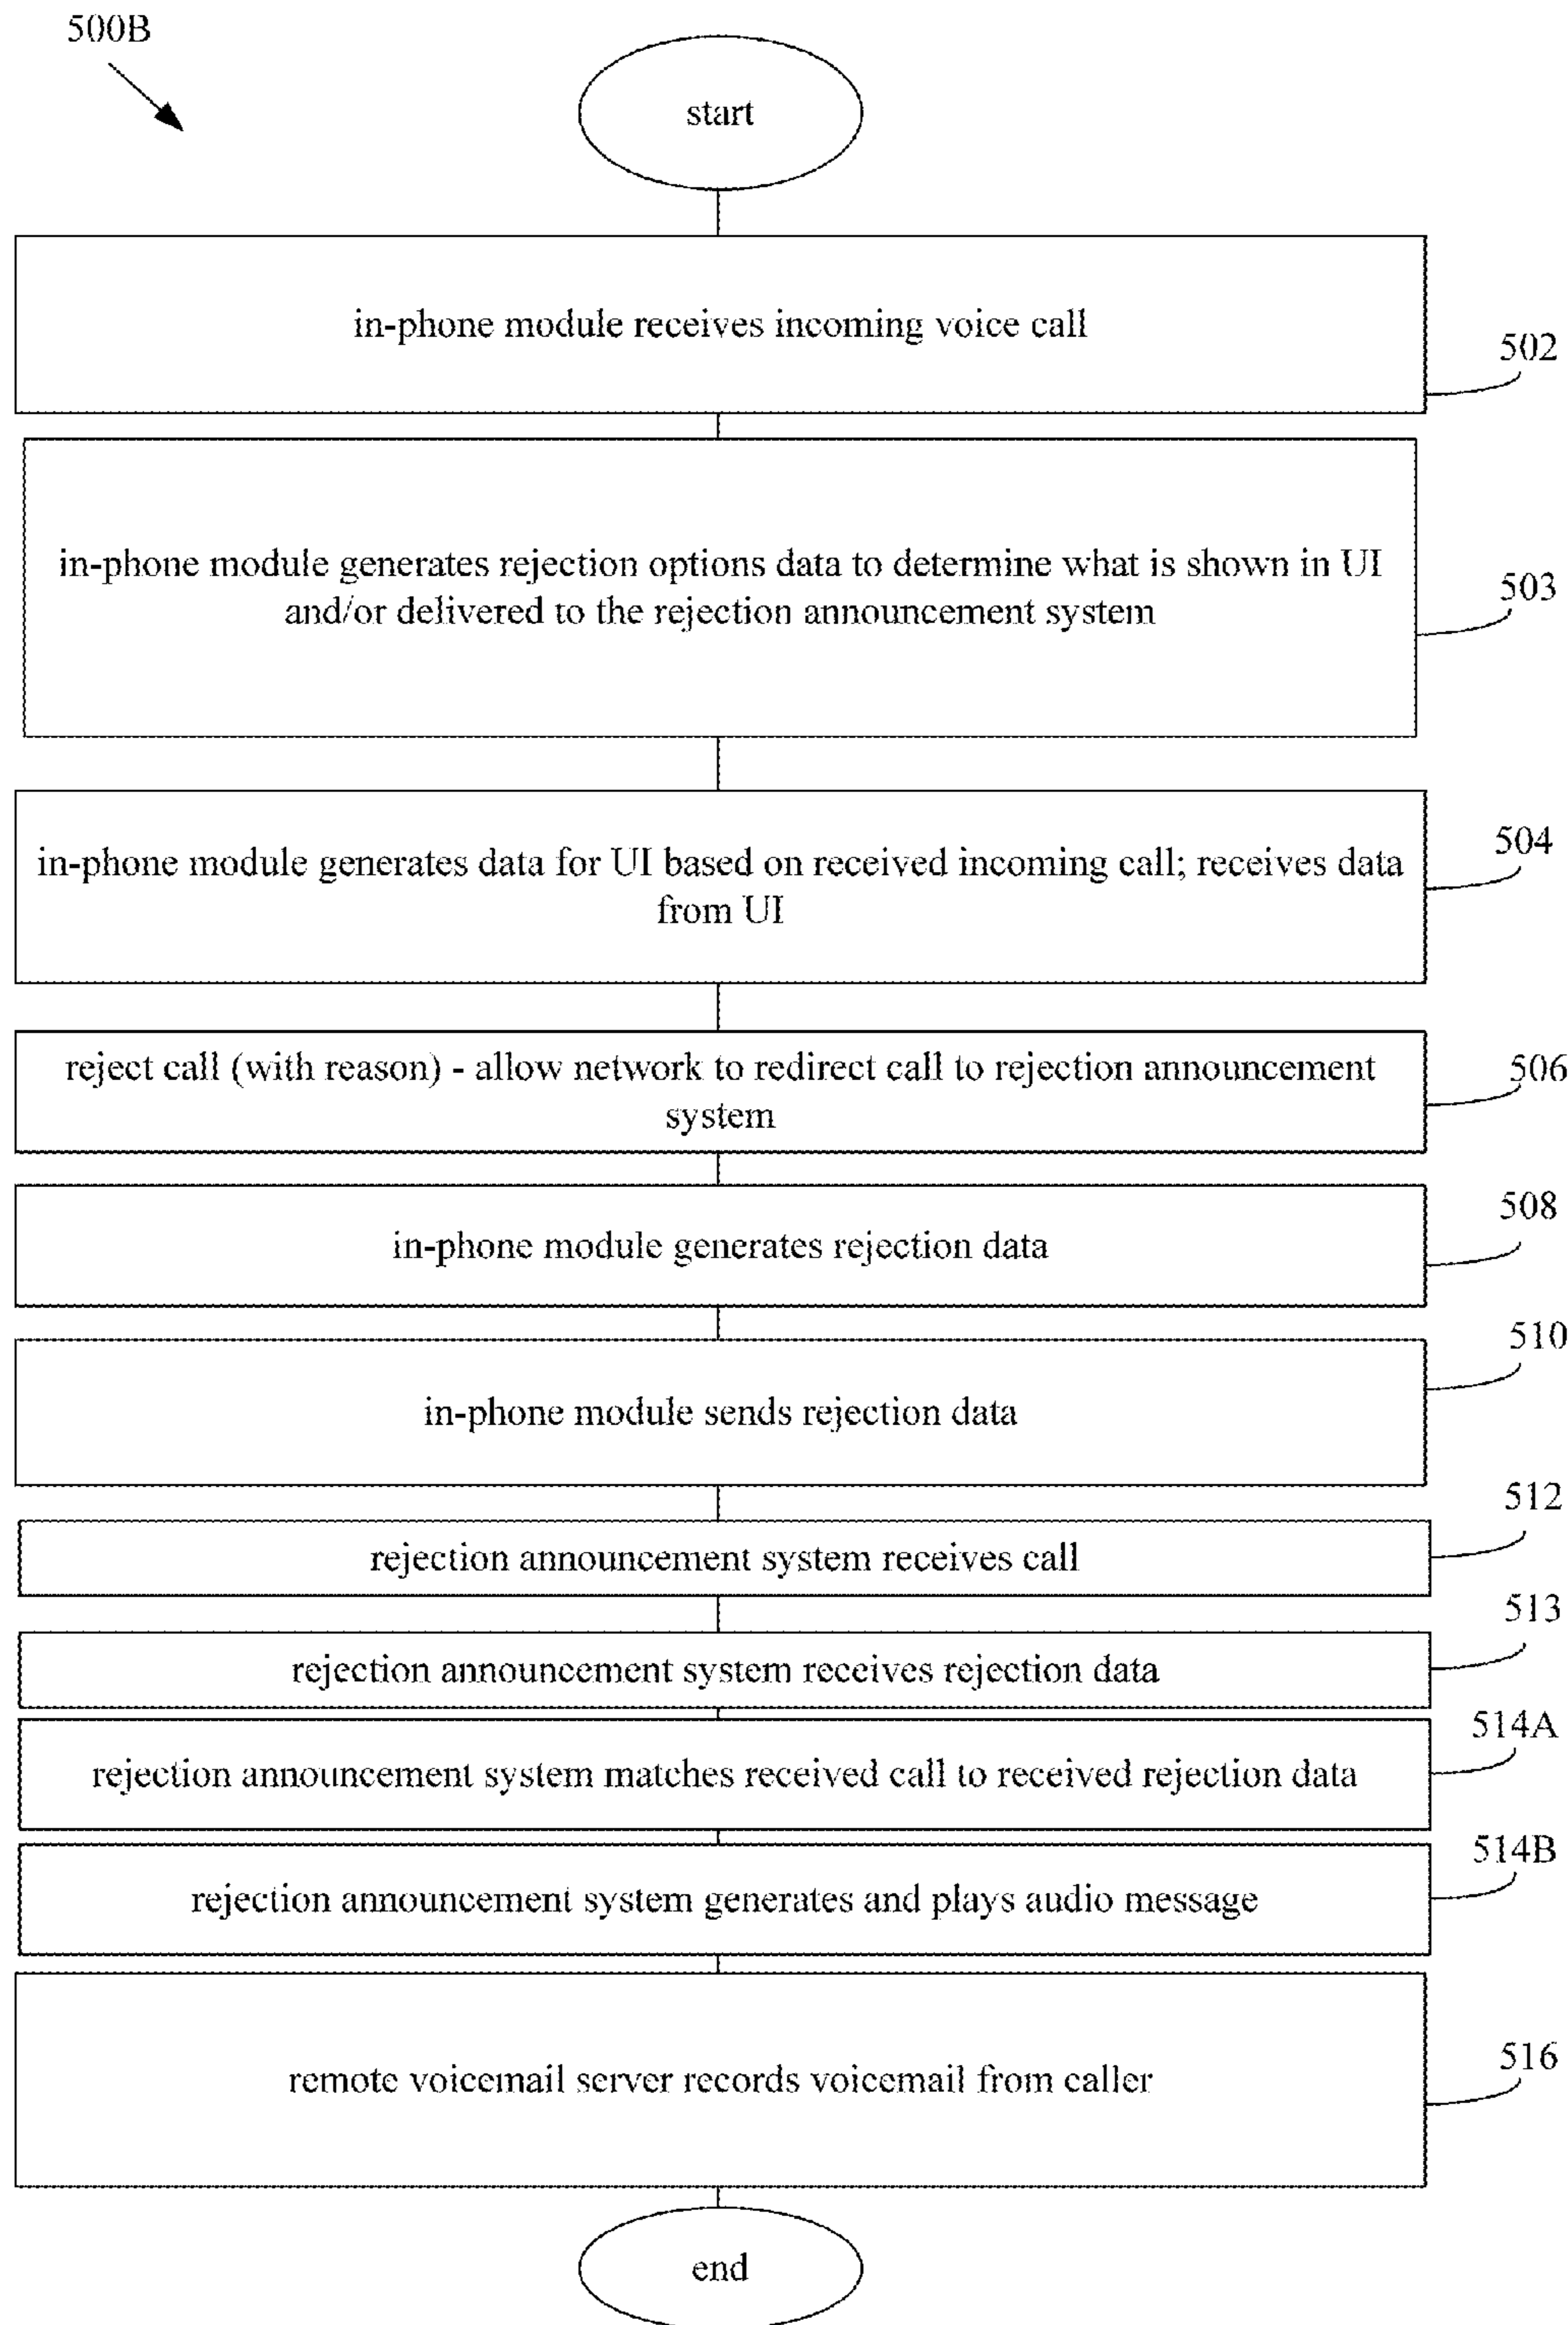 500B
start
in-phone module receives incoming voice call
502
in-phone module generates rejection options data to determine what is shown in UI
and/or delivered to the rejection announcement system
503
in-phone module generates data for UI based on received incoming call; receives data
from UI
504
reject call (with reason) - allow network to redirect call to rejection announcement
system
506
in-phone module generates rejection data
508
in-phone module sends rejection data
510
rejection announcement system receives call
512
rejection announcement system receives rejection data
513
rejection announcement system matches received call to received rejection data
514A
rejection announcement system generates and plays audio message
514B
remote voicemail server records voicemail from caller
516
end